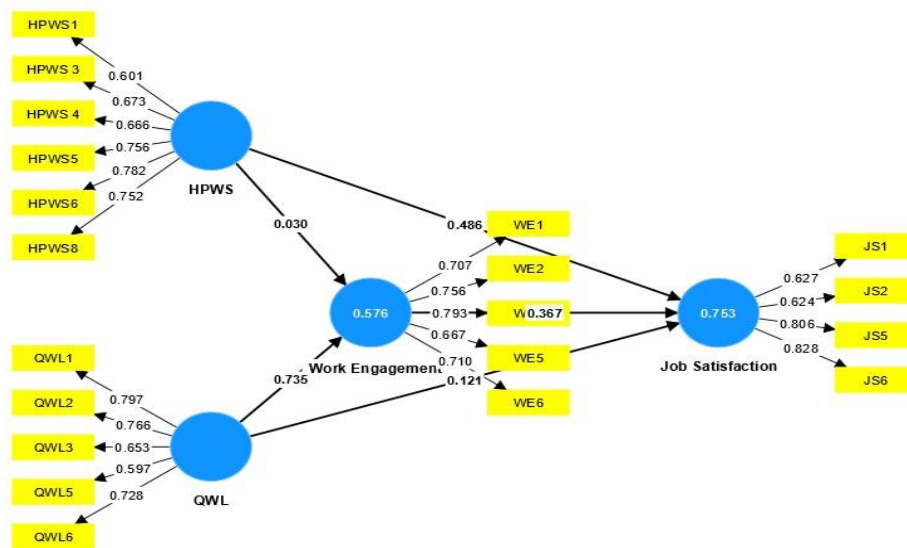 HPWS1
HPWS 3
HPWS 4
HPWS5
HPWS6
HPWS8
0.601
0.673
0.666
0.756
0.782
0.752
HPWS
0.030
0.486
WE1
WE2
WE5
WE6
0.707
0.756
0.793
0.667
0.710
0.367
0.576
Work Engagement
0.735
0.121
0.753
Job Satisfaction
JS1
JS2
JS5
JS6
0.627
0.624
0.806
0.828
QWL1
QWL2
QWL3
QWL5
QWL6
0.797
0.766
0.653
0.597
0.728
QWL